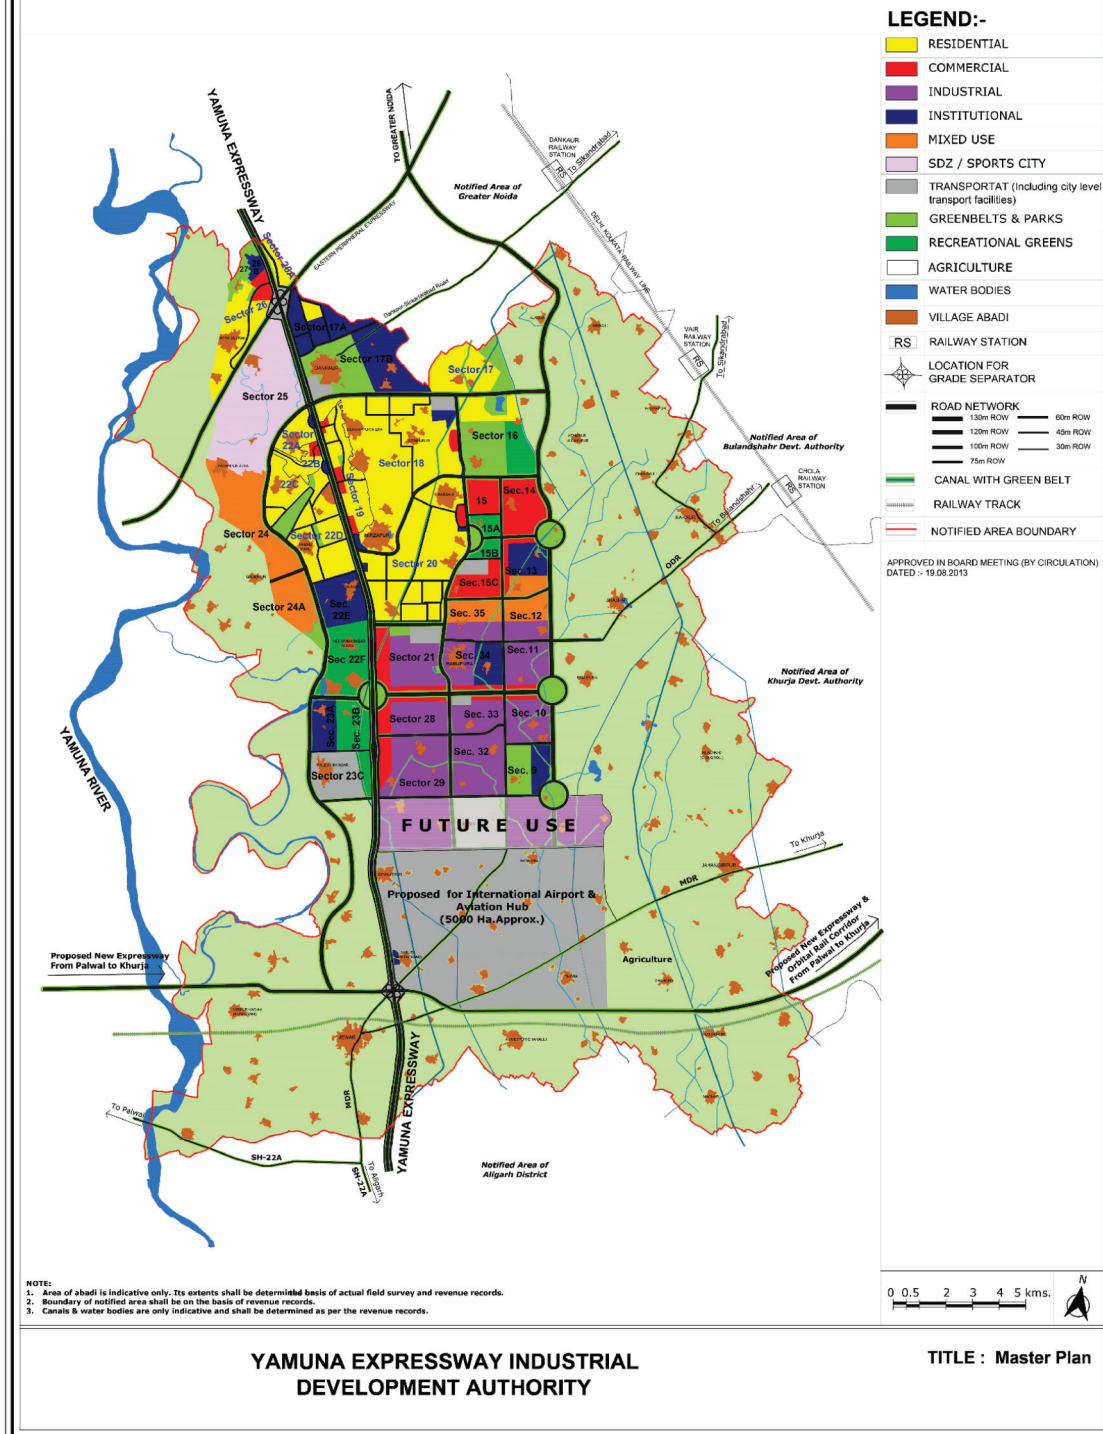 LEGEND:-
RESIDENTIAL
COMMERCIAL
INDUSTRIAL
INSTITUTIONAL
MIXED USE
SDZ / SPORTS CITY
TRANSPORTAT (Including city level
transport facilities)
GREENBELTS & PARKS
RECREATIONAL GREENS
AGRICULTURE
WATER BODIES
VILLAGE ABADI
RS RAILWAY STATION
LOCATION FOR
GRADE SEPARATOR
ROAD NETWORK
130m ROW 60m ROW
120m ROW 45m ROW
100m ROW 30m ROW
75m ROW
CANAL WITH GREEN BELT
RAILWAY TRACK
NOTIFIED AREA BOUNDARY
APPROVED IN BOARD MEETING (BY CIRCULATION)
DATED :- 19.08.2013
YAMUNA EXPRESSWAY
TO GREATER NOIDA
DANKAUR
RAILWAY
STATION
RS
To Sikandrabad
Notified Area of
Greater Noida
EASTERN PERIPHERAL EXPRESSWAY
DELHI KOLKATA RAILWAY LINE
Dankaur-Sikandrabad Road
VAIR
RAILWAY
STATION
RS
To Sikandrabad
Sector 26
Sector 17A
Sector 17B
Sector 17
Sector 25
Sector
22A
22B
22C
Sector 22D
Sector 18
Sector 19
Sector 16
Sector 20
15
Sec.14
15A
15B
Sec.13
Sec.15C
Sector 24
Sector 24A
Sec.
22E
Sec. 35
Sec.12
Sec 22F
Sector 21
Sec. 34
Sec.11
Sec. 23A
Sec. 23B
Sector 28
Sec. 33
Sec. 10
Sector 23C
Sector 29
Sec. 32
Sec. 9
Notified Area of
Bulandshahr Devt. Authority
CHOLA
RAILWAY
STATION
RS
To Bulandshahr
ODR
Notified Area of
Khurja Devt. Authority
YAMUNA RIVER
FUTURE USE
Proposed for International Airport &
Aviation Hub
(5000 Ha.Approx.)
To Khurja
MDR
JEWAR
Agriculture
Proposed New Expressway
From Palwal to Khurja
Proposed New Expressway &
Orbital Rail Corridor
From Palwal to Khurja
MDR
YAMUNA EXPRESSWAY
To Palwal
SH-22A
SH-22A
To Aligarh
Notified Area of
Aligarh District
NOTE:
1. Area of abadi is indicative only. Its extents shall be determined basis of actual field survey and revenue records.
2. Boundary of notified area shall be on the basis of revenue records.
3. Canals & water bodies are only indicative and shall be determined as per the revenue records.
0 0.5 2 3 4 5 kms.
N
YAMUNA EXPRESSWAY INDUSTRIAL
DEVELOPMENT AUTHORITY
TITLE : Master Plan